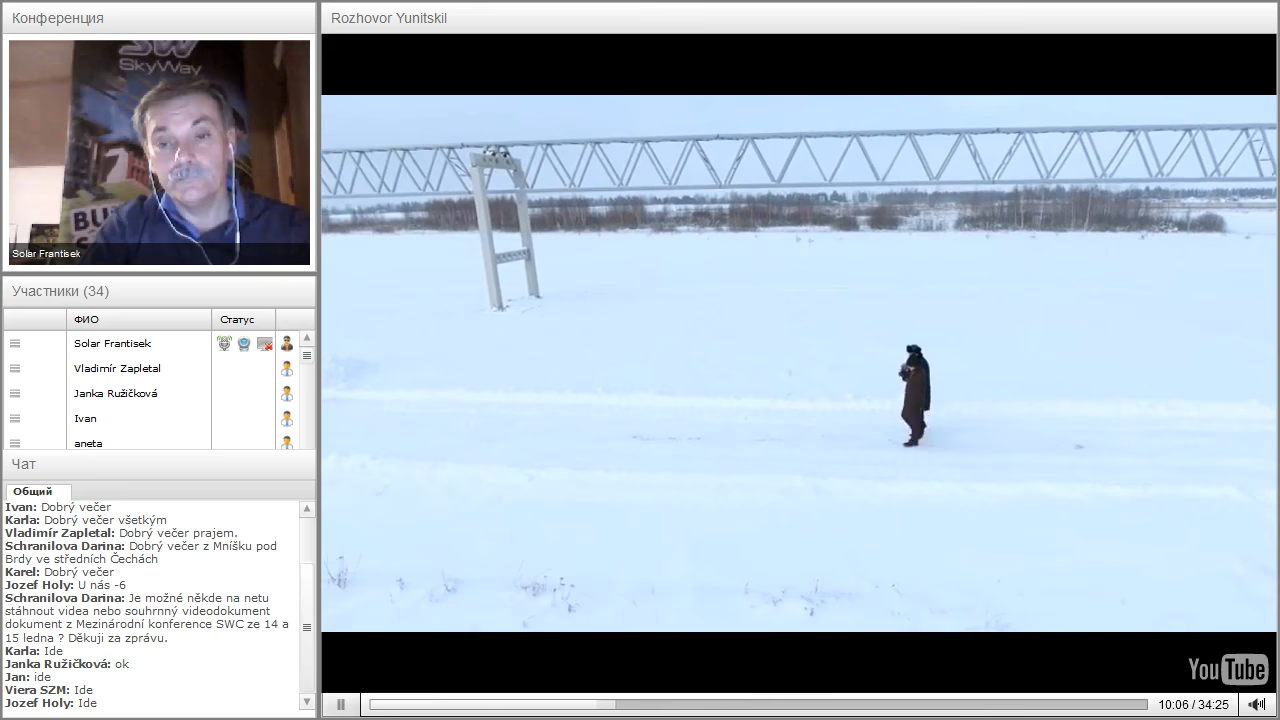 Конференция
SW
SkyWay
BU
Solar Frantisek
Участники (34)
ФИО
Статус
Solar Frantisek
Vladimír Zapletal
Janka Ružičková
Ivan
aneta
Чат
Общий
Ivan: Dobrý večer
Karla: Dobrý večer všetkým
Vladimír Zapletal: Dobrý večer prajem.
Schranilova Darina: Dobrý večer z Mníšku pod
Brdy ve středních Čechách
Karel: Dobrý večer
Jozef Holy: U nás -6
Schranilova Darina: Je možné někde na netu
stáhnout videa nebo souhrnný videodokument
dokument z Mezinárodní konference SWC ze 14 a
15 ledna ? Děkuji za zprávu.
Karla: Ide
Janka Ružičková: ok
Jan: ide
Viera SZM: Ide
Jozef Holy: Ide
Rozhovor Yunitskil
YouTube
10:06 / 34:25